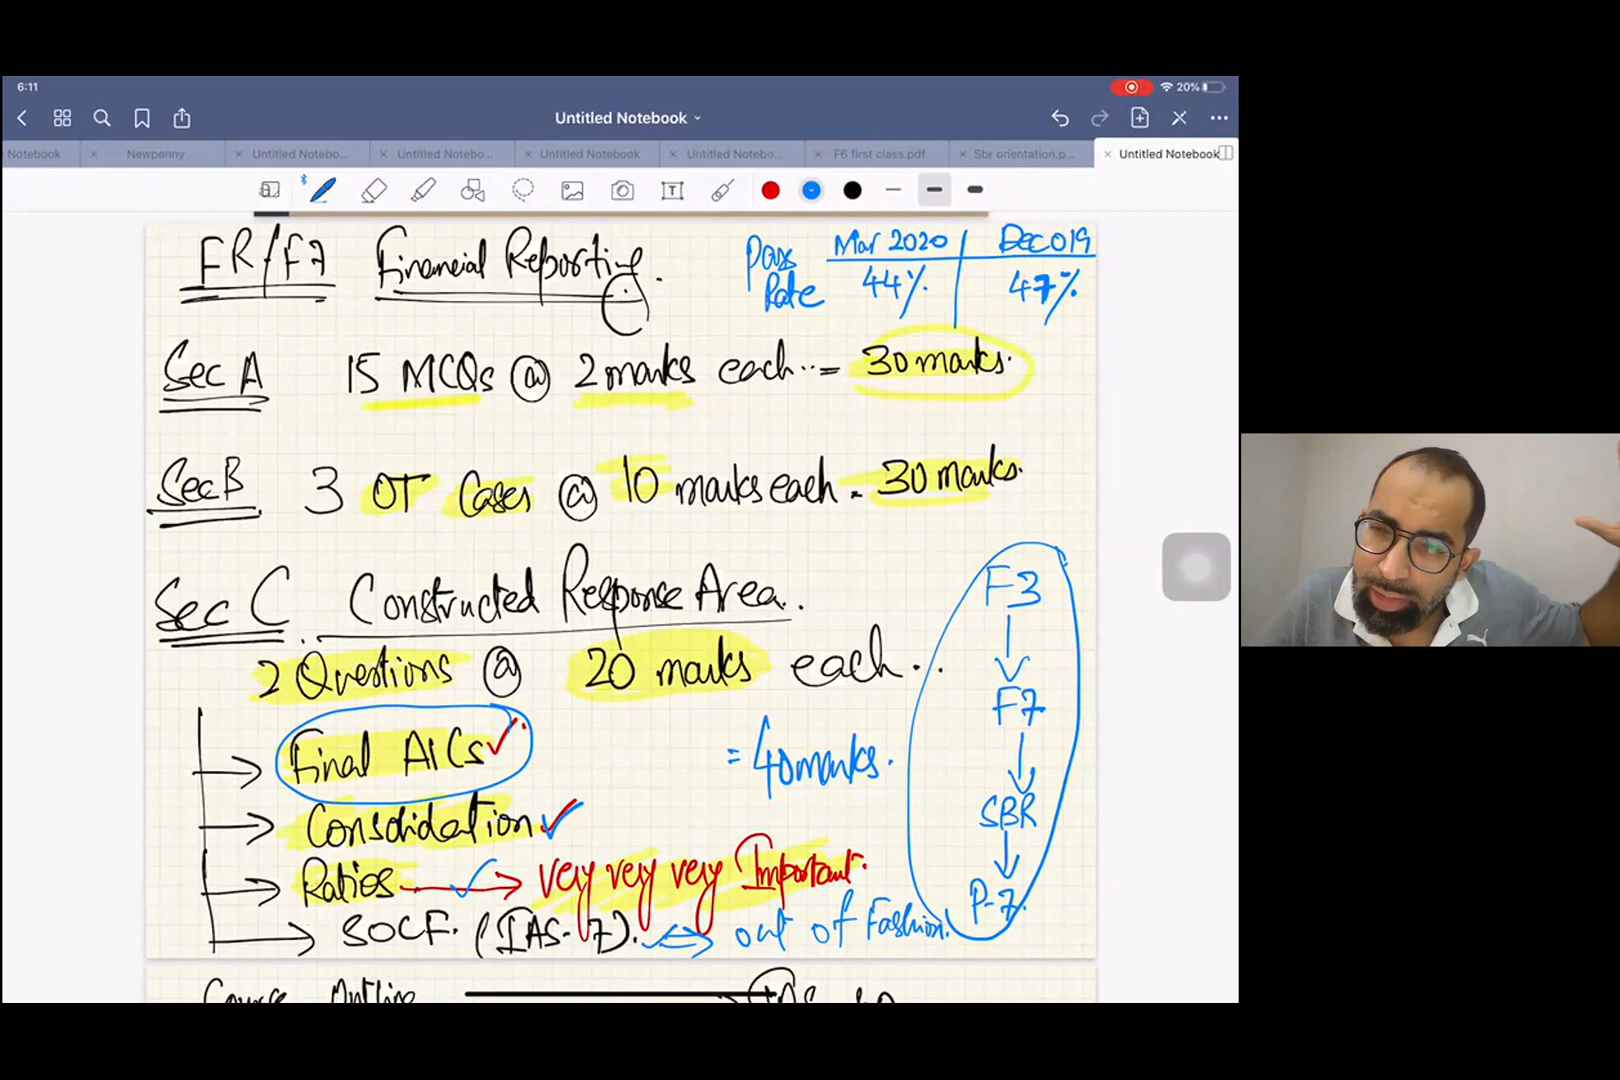 6:11
20%
Untitled Notebook
Notebook
Newpenny
Untitled Notebo...
Untitled Notebo...
Untitled Notebook
Untitled Notebo...
F6 first class.pdf
Sbr orientation.p...
Untitled Notebook
FR/F7 Financial Reporting.
Pass Rate
Mar 2020 Dec 019
44% 47%
Sec A 15 MCQs @ 2 marks each.. = 30 marks.
Sec B 3 OT Cases @ 10 marks each = 30 marks.
Sec C. Constructed Response Area.
2 Questions @ 20 marks each..
= 40 marks.
Final A/Cs
Consolidation
Ratios → very very very Important.
SOCF. (IAS-7). out of Fashion.
F3
F7
SBR
P-7.
Course Outline